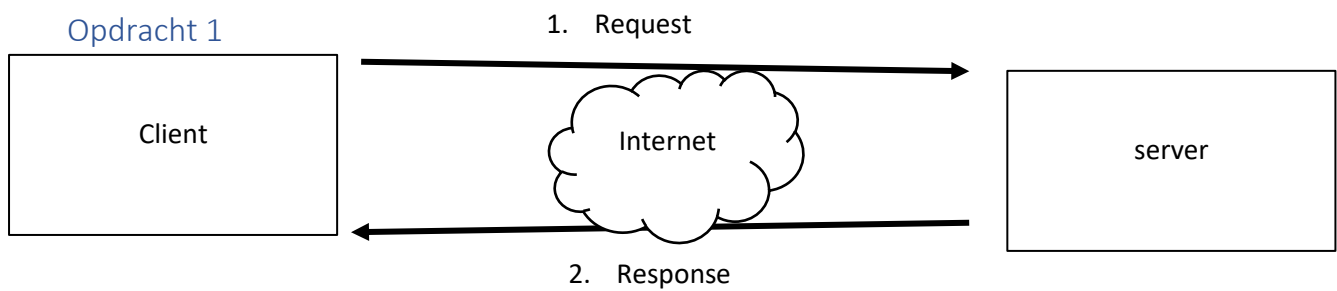 Opdracht 1
1. Request
Client
Internet
server
2. Response